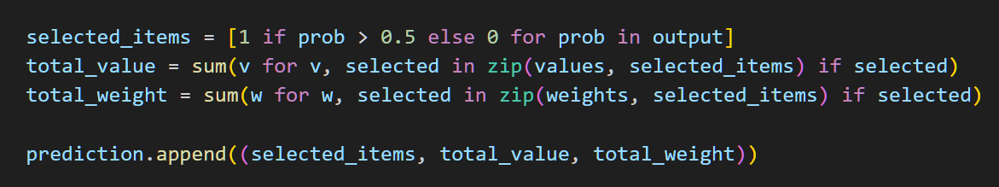 selected_items = [1 if prob > 0.5 else 0 for prob in output]
total_value = sum(v for v, selected in zip(values, selected_items) if selected)
total_weight = sum(w for w, selected in zip(weights, selected_items) if selected)
prediction.append((selected_items, total_value, total_weight))